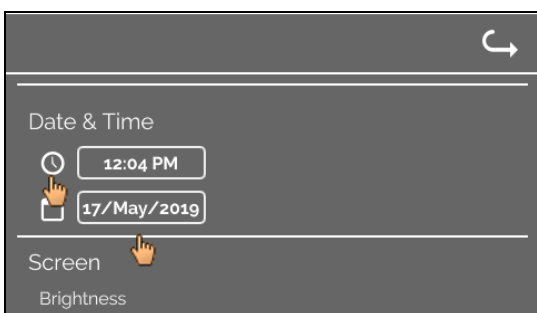 Date & Time
12:04 PM
17/May/2019
Screen
Brightness